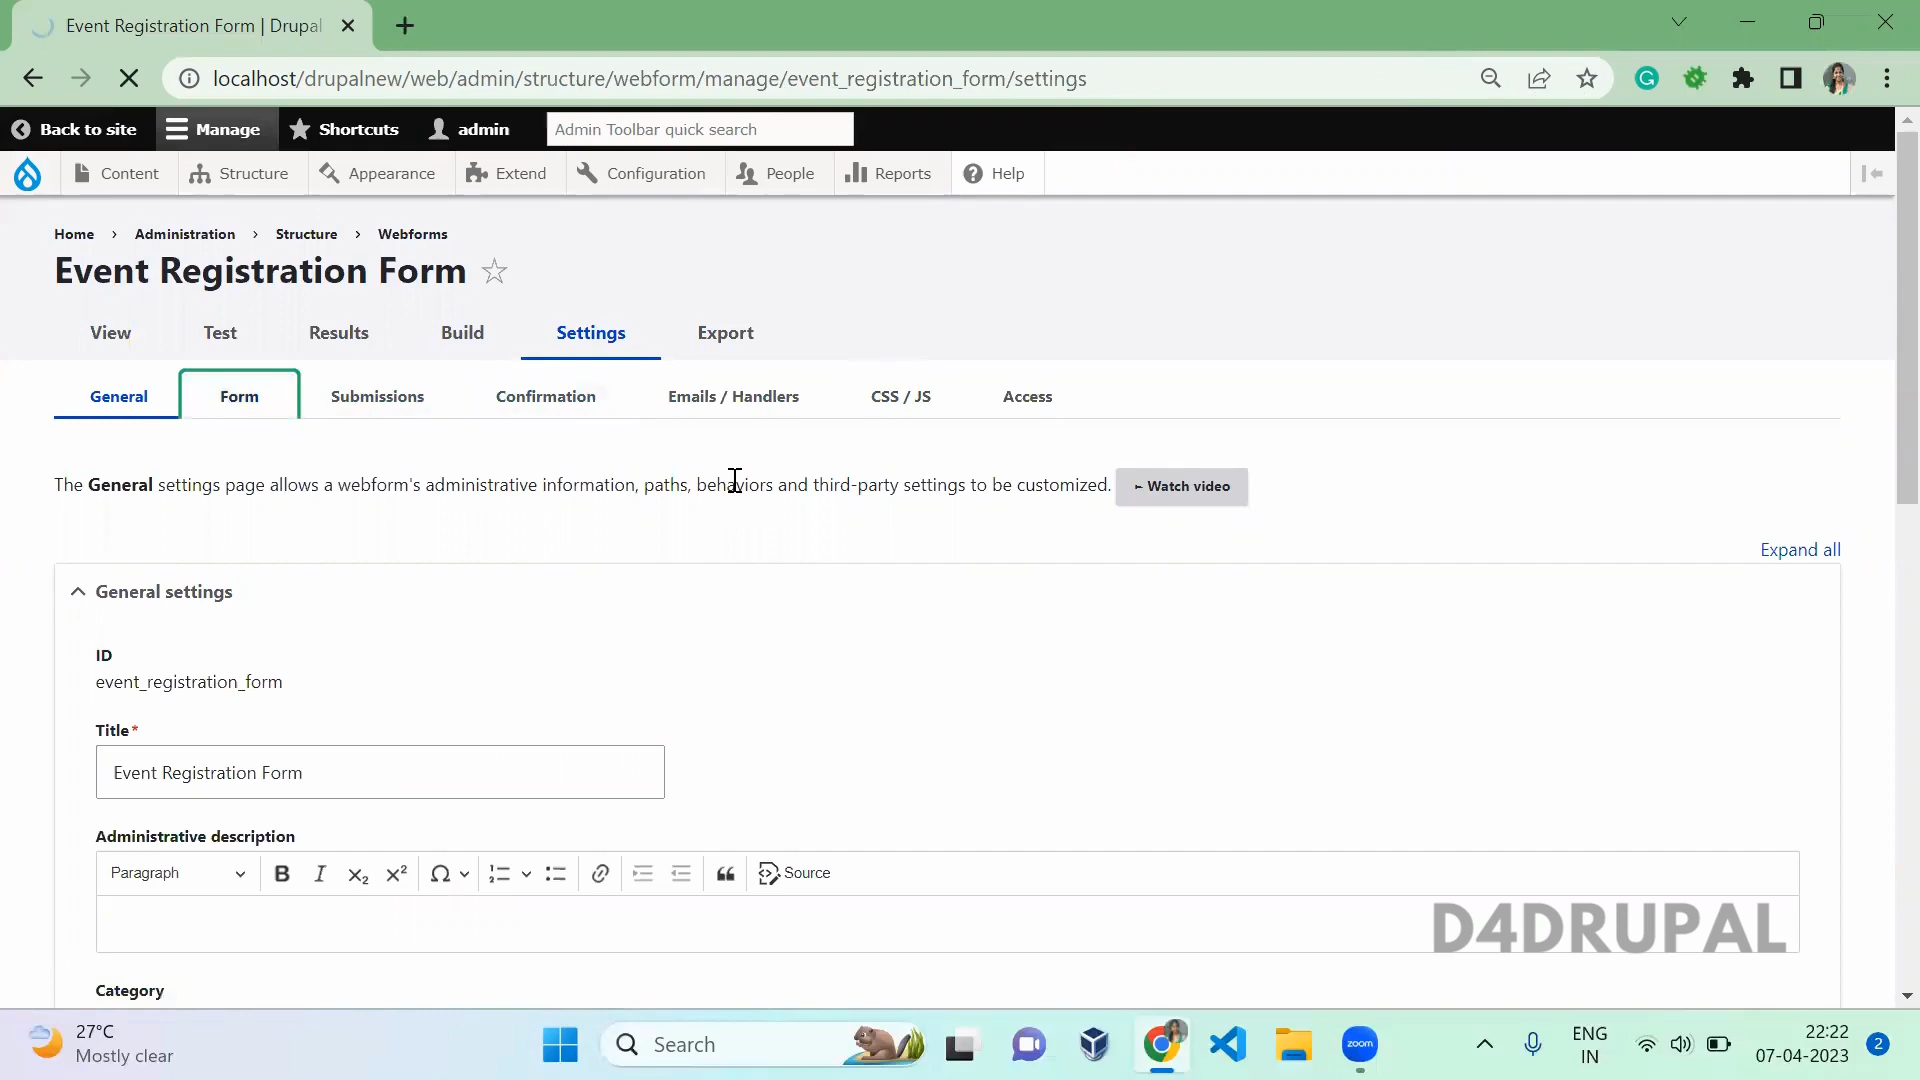 Event Registration Form | Drupal
localhost/drupalnew/web/admin/structure/webform/manage/event_registration_form/settings
Back to site Manage Shortcuts admin Admin Toolbar quick search
Content Structure Appearance Extend Configuration People Reports Help
Home › Administration › Structure › Webforms
Event Registration Form
View Test Results Build Settings Export
General Form Submissions Confirmation Emails / Handlers CSS / JS Access
The General settings page allows a webform's administrative information, paths, behaviors and third-party settings to be customized. Watch video
Expand all
General settings
ID
event_registration_form
Title*
Event Registration Form
Administrative description
Paragraph B I x₂ x² Ω Source
D4DRUPAL
Category
27°C
Mostly clear
Search
zoom
ENG
IN
22:22
07-04-2023
2